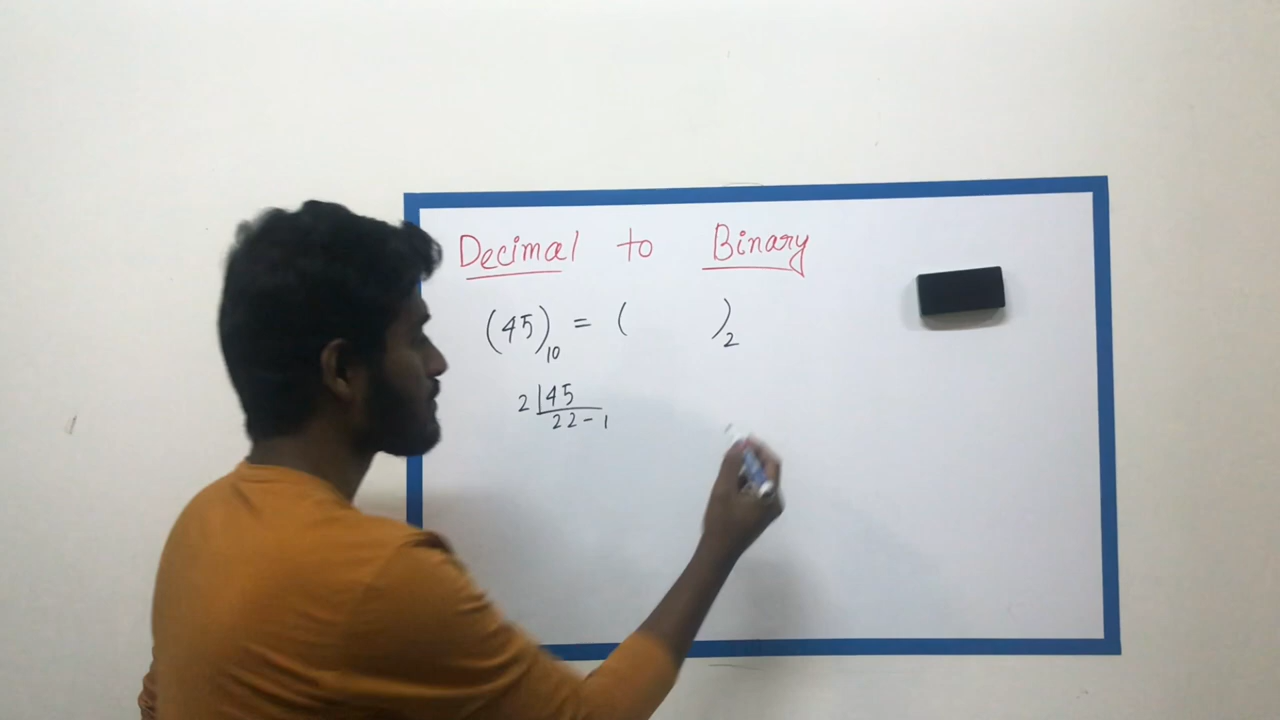 Decimal to Binary
(45)₁₀ = ( )₂
2 | 45
22 - 1